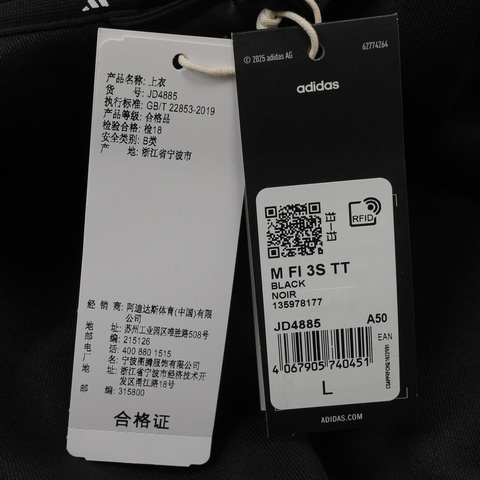 产品名称: 上衣
货 号: JD4885
执行标准: GB/T 22853-2019
产品等级: 合格品
检验合格: 检18
安全类别: B类
产 地: 浙江省宁波市
经 销 商: 阿迪达斯体育(中国)有限
公司
地 址: 苏州工业园区唯胜路508号
邮 编: 215126
电 话: 400 880 1515
厂 名: 宁波图腾服饰有限公司
地 址: 浙江省宁波市经济技术开
发区甬江路18号
邮 编: 315800
合格证
© 2025 adidas AG
62774264
adidas
RFID
M FI 3S TT
BLACK
NOIR
135978177
JD4885
A50
EAN
4 067905 740451
L
ADIDAS.COM